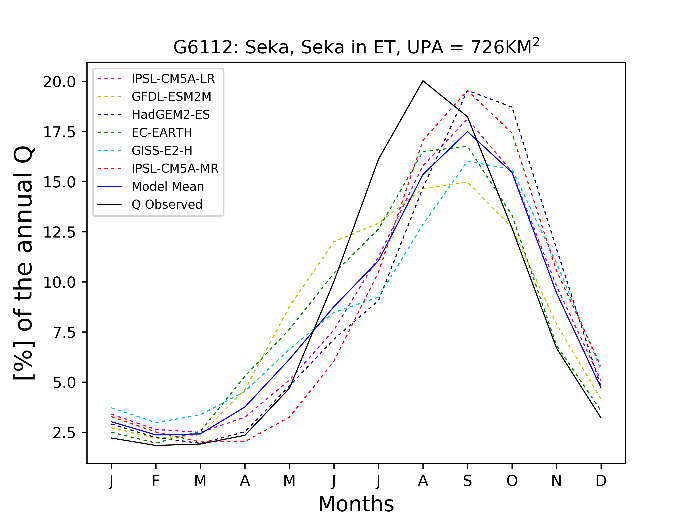 G6112: Seka, Seka in ET, UPA = 726KM²
IPSL-CM5A-LR
GFDL-ESM2M
HadGEM2-ES
EC-EARTH
GISS-E2-H
IPSL-CM5A-MR
Model Mean
Q Observed
[%] of the annual Q
20.0
17.5
15.0
12.5
10.0
7.5
5.0
2.5
J F M A M J J A S O N D
Months